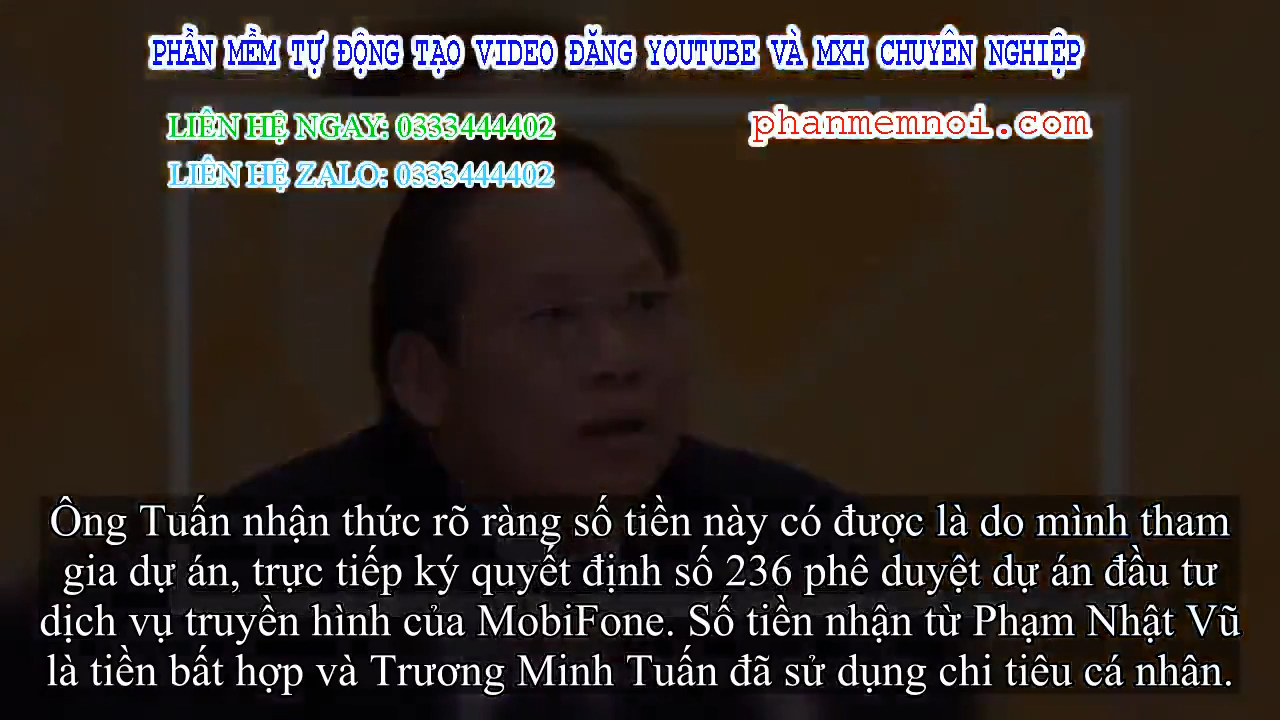 PHẦN MỀM TỰ ĐỘNG TẠO VIDEO ĐĂNG YOUTUBE VÀ MXH CHUYÊN NGHIỆP
LIÊN HỆ NGAY: 0333444402
phanmemnoi.com
LIÊN HỆ ZALO: 0333444402
Ông Tuấn nhận thức rõ ràng số tiền này có được là do mình tham
gia dự án, trực tiếp ký quyết định số 236 phê duyệt dự án đầu tư
dịch vụ truyền hình của MobiFone. Số tiền nhận từ Phạm Nhật Vũ
là tiền bất hợp và Trương Minh Tuấn đã sử dụng chi tiêu cá nhân.